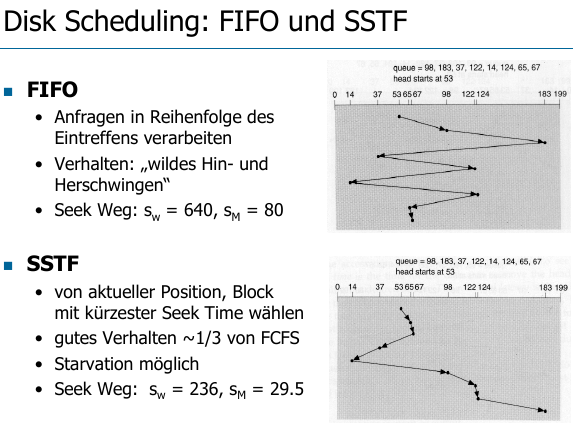 Disk Scheduling: FIFO und SSTF
FIFO
• Anfragen in Reihenfolge des
Eintreffens verarbeiten
• Verhalten: „wildes Hin- und
Herschwingen“
• Seek Weg: sw = 640, sM = 80
queue = 98, 183, 37, 122, 14, 124, 65, 67
head starts at 53
0 14 37 53 65 67 98 122 124 183 199
SSTF
• von aktueller Position, Block
mit kürzester Seek Time wählen
• gutes Verhalten ~1/3 von FCFS
• Starvation möglich
• Seek Weg: sw = 236, sM = 29.5
queue = 98, 183, 37, 122, 14, 124, 65, 67
head starts at 53
0 14 37 53 65 67 98 122 124 183 199